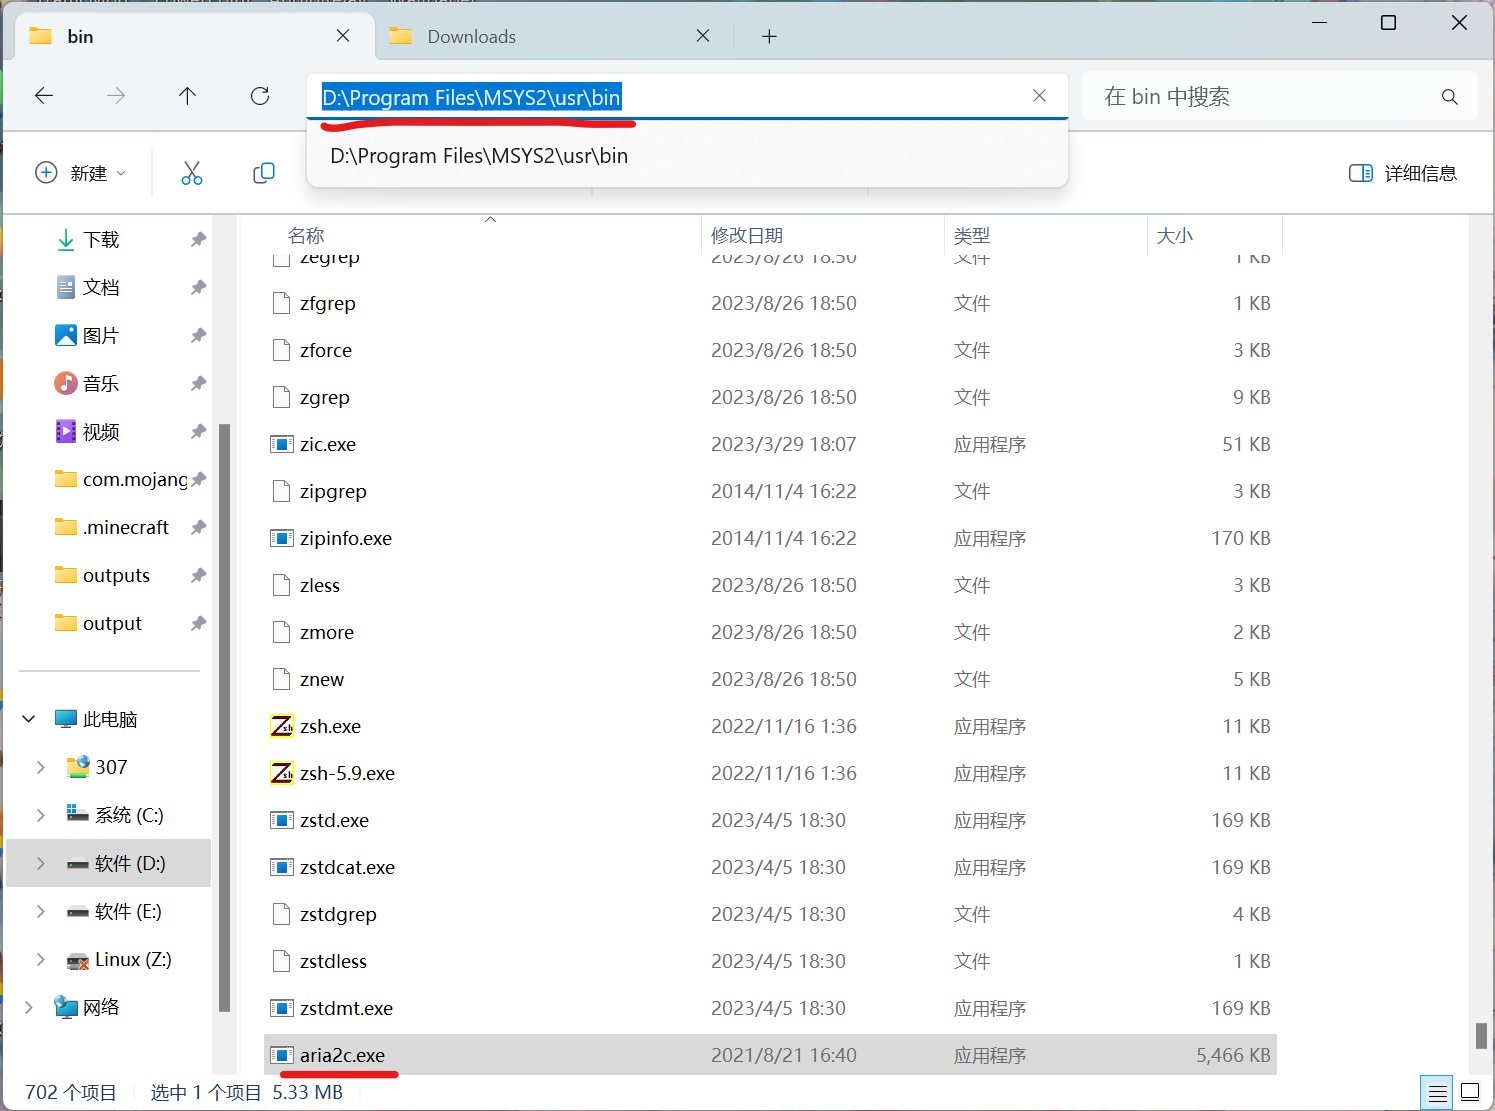 bin
Downloads
D:\Program Files\MSYS2\usr\bin
在 bin 中搜索
D:\Program Files\MSYS2\usr\bin
新建
详细信息
名称 修改日期 类型 大小
zegrep 2023/8/26 18:50 文件 1 KB
zfgrep 2023/8/26 18:50 文件 1 KB
zforce 2023/8/26 18:50 文件 3 KB
zgrep 2023/8/26 18:50 文件 9 KB
zic.exe 2023/3/29 18:07 应用程序 51 KB
zipgrep 2014/11/4 16:22 文件 3 KB
zipinfo.exe 2014/11/4 16:22 应用程序 170 KB
zless 2023/8/26 18:50 文件 3 KB
zmore 2023/8/26 18:50 文件 2 KB
znew 2023/8/26 18:50 文件 5 KB
zsh.exe 2022/11/16 1:36 应用程序 11 KB
zsh-5.9.exe 2022/11/16 1:36 应用程序 11 KB
zstd.exe 2023/4/5 18:30 应用程序 169 KB
zstdcat.exe 2023/4/5 18:30 应用程序 169 KB
zstdgrep 2023/4/5 18:30 文件 4 KB
zstdless 2023/4/5 18:30 文件 1 KB
zstdmt.exe 2023/4/5 18:30 应用程序 169 KB
aria2c.exe 2021/8/21 16:40 应用程序 5,466 KB
下载
文档
图片
音乐
视频
com.mojang
.minecraft
outputs
output
此电脑
307
系统 (C:)
软件 (D:)
软件 (E:)
Linux (Z:)
网络
702 个项目 选中 1 个项目 5.33 MB